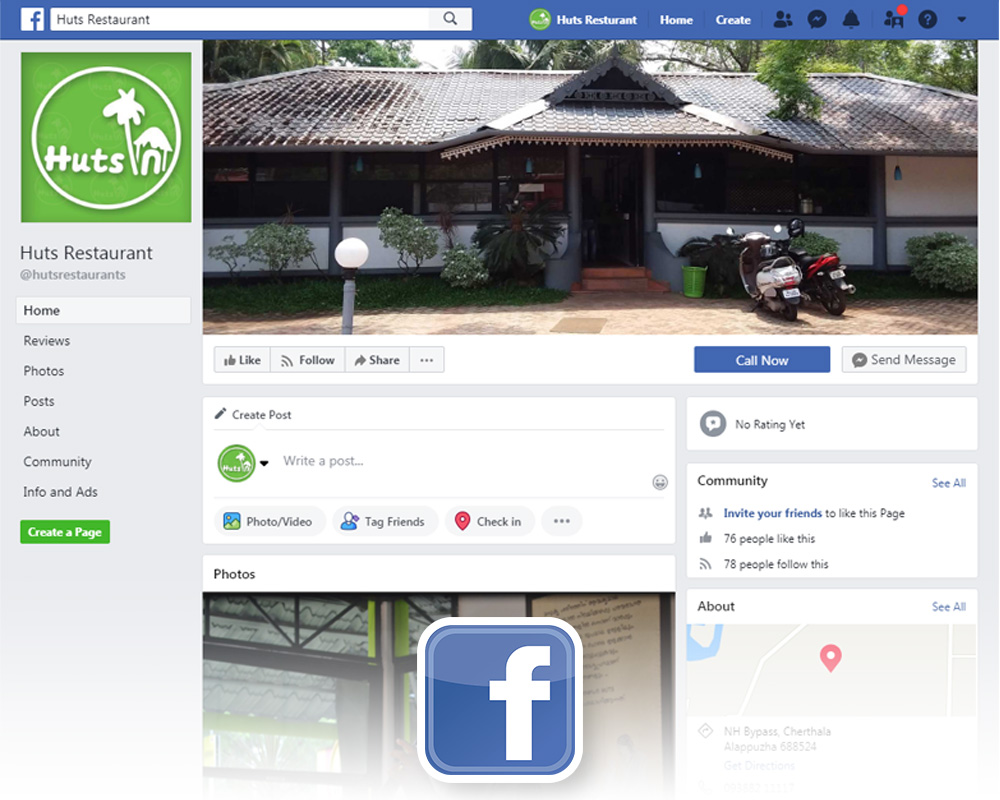 Huts Restaurant
Huts Resturant
Home
Create
Huts
Huts Restaurant
@hutsrestaurants
Home
Reviews
Photos
Posts
About
Community
Info and Ads
Create a Page
Like
Follow
Share
Call Now
Send Message
Create Post
Huts
Write a post...
Photo/Video
Tag Friends
Check in
Photos
No Rating Yet
Community
See All
Invite your friends to like this Page
76 people like this
78 people follow this
About
See All
NH Bypass, Cherthala
Alappuzha 688524
Get Directions